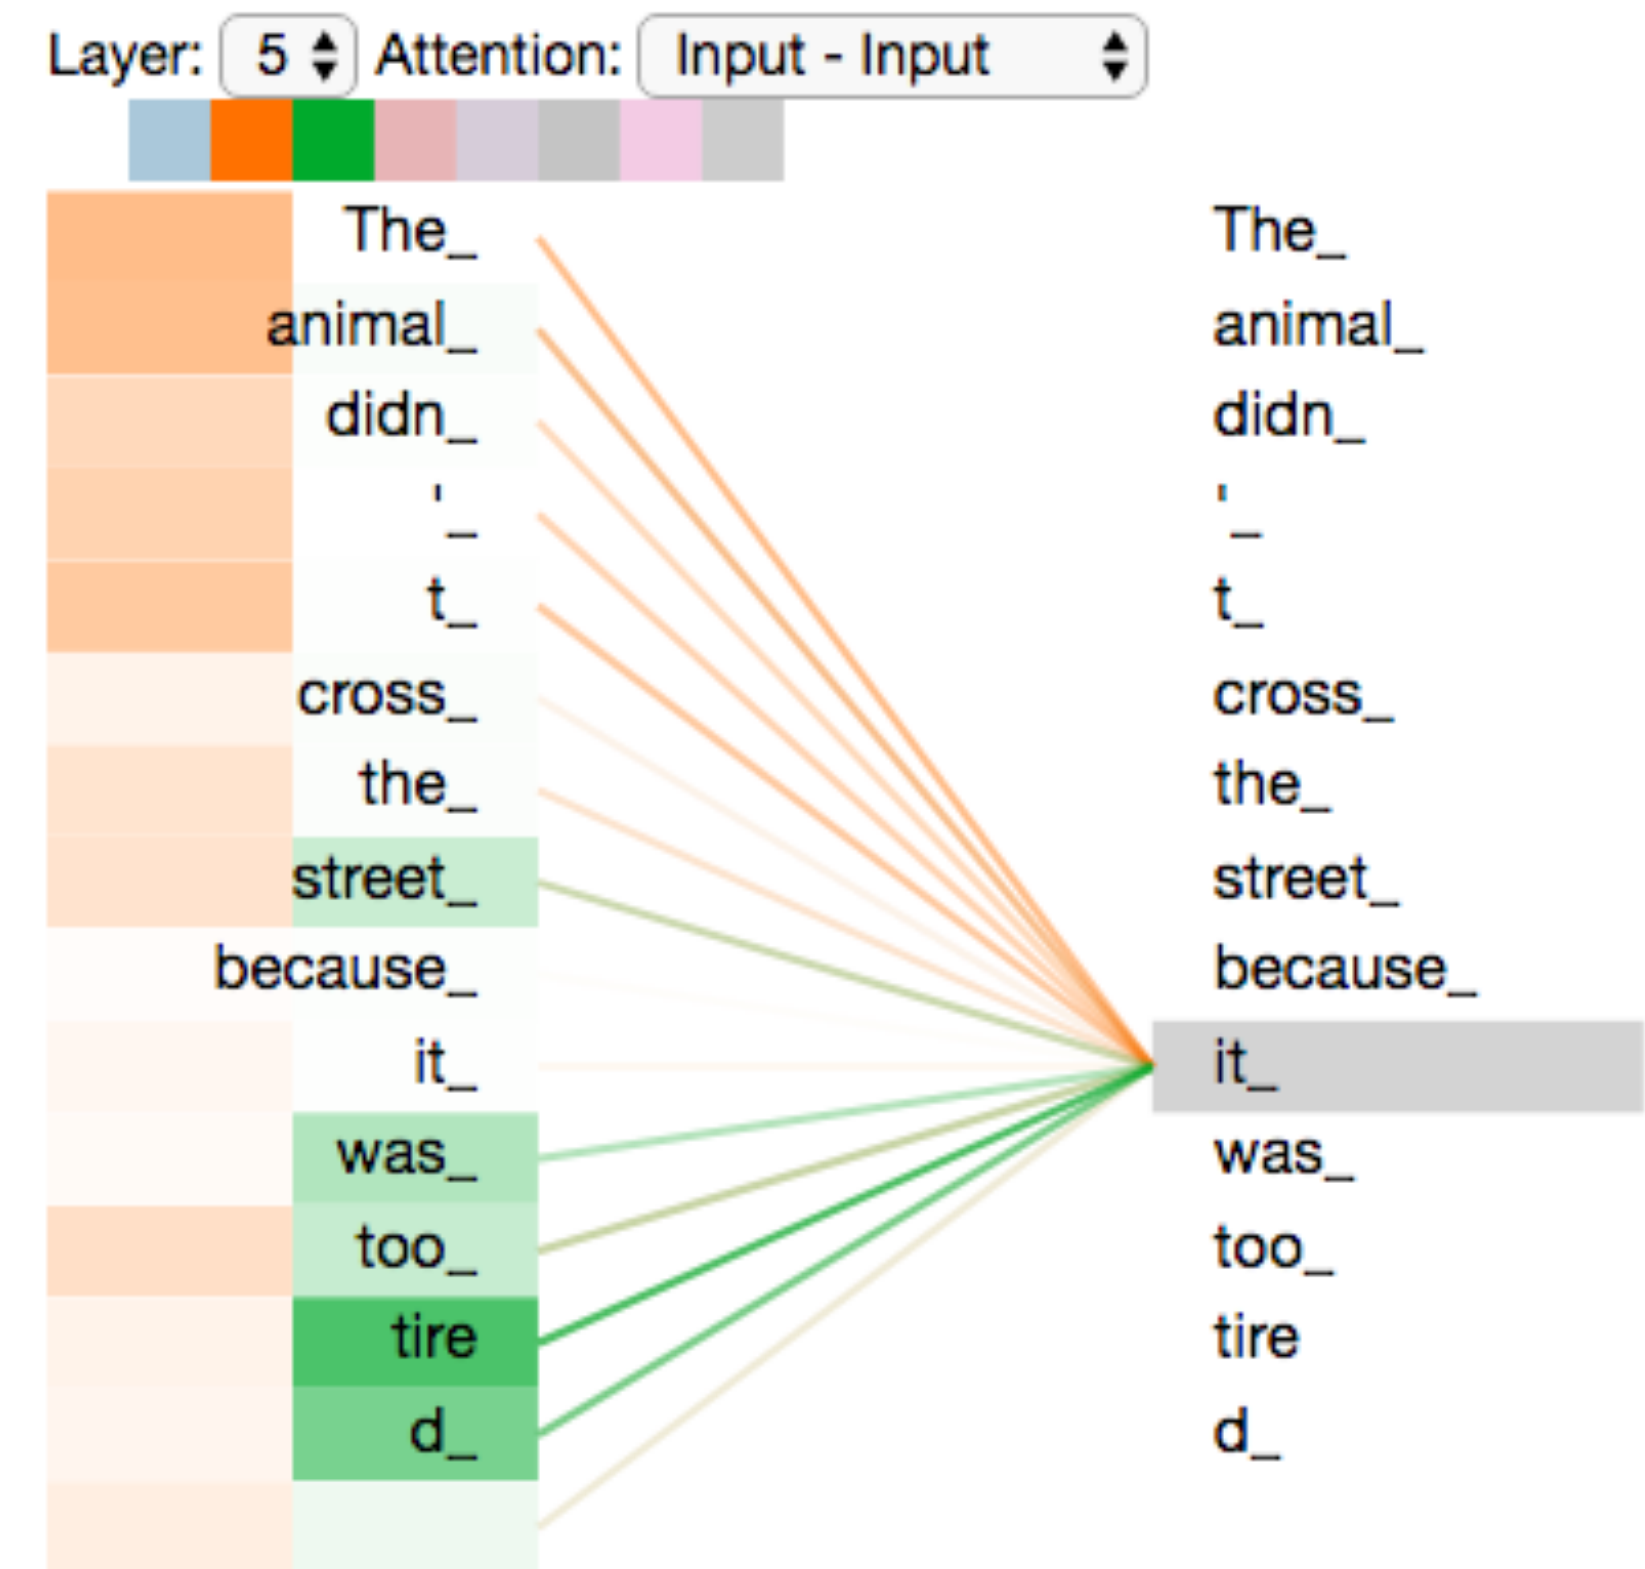 Layer: 5 Attention: Input - Input
The_ The_
animal_ animal_
didn_ didn_
'_ '_
t_ t_
cross_ cross_
the_ the_
street_ street_
because_ because_
it_ it_
was_ was_
too_ too_
tire tire
d_ d_